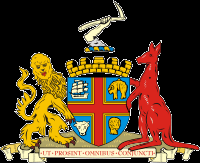 UT · PROSINT · OMNIBUS · CONJUNCTI